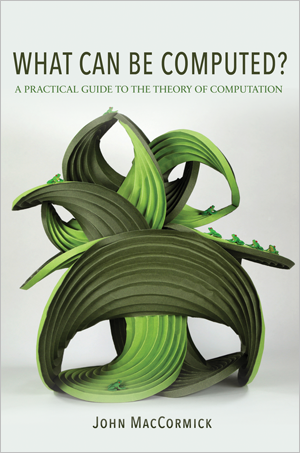 WHAT CAN BE COMPUTED?
A PRACTICAL GUIDE TO THE THEORY OF COMPUTATION
JOHN MACCORMICK